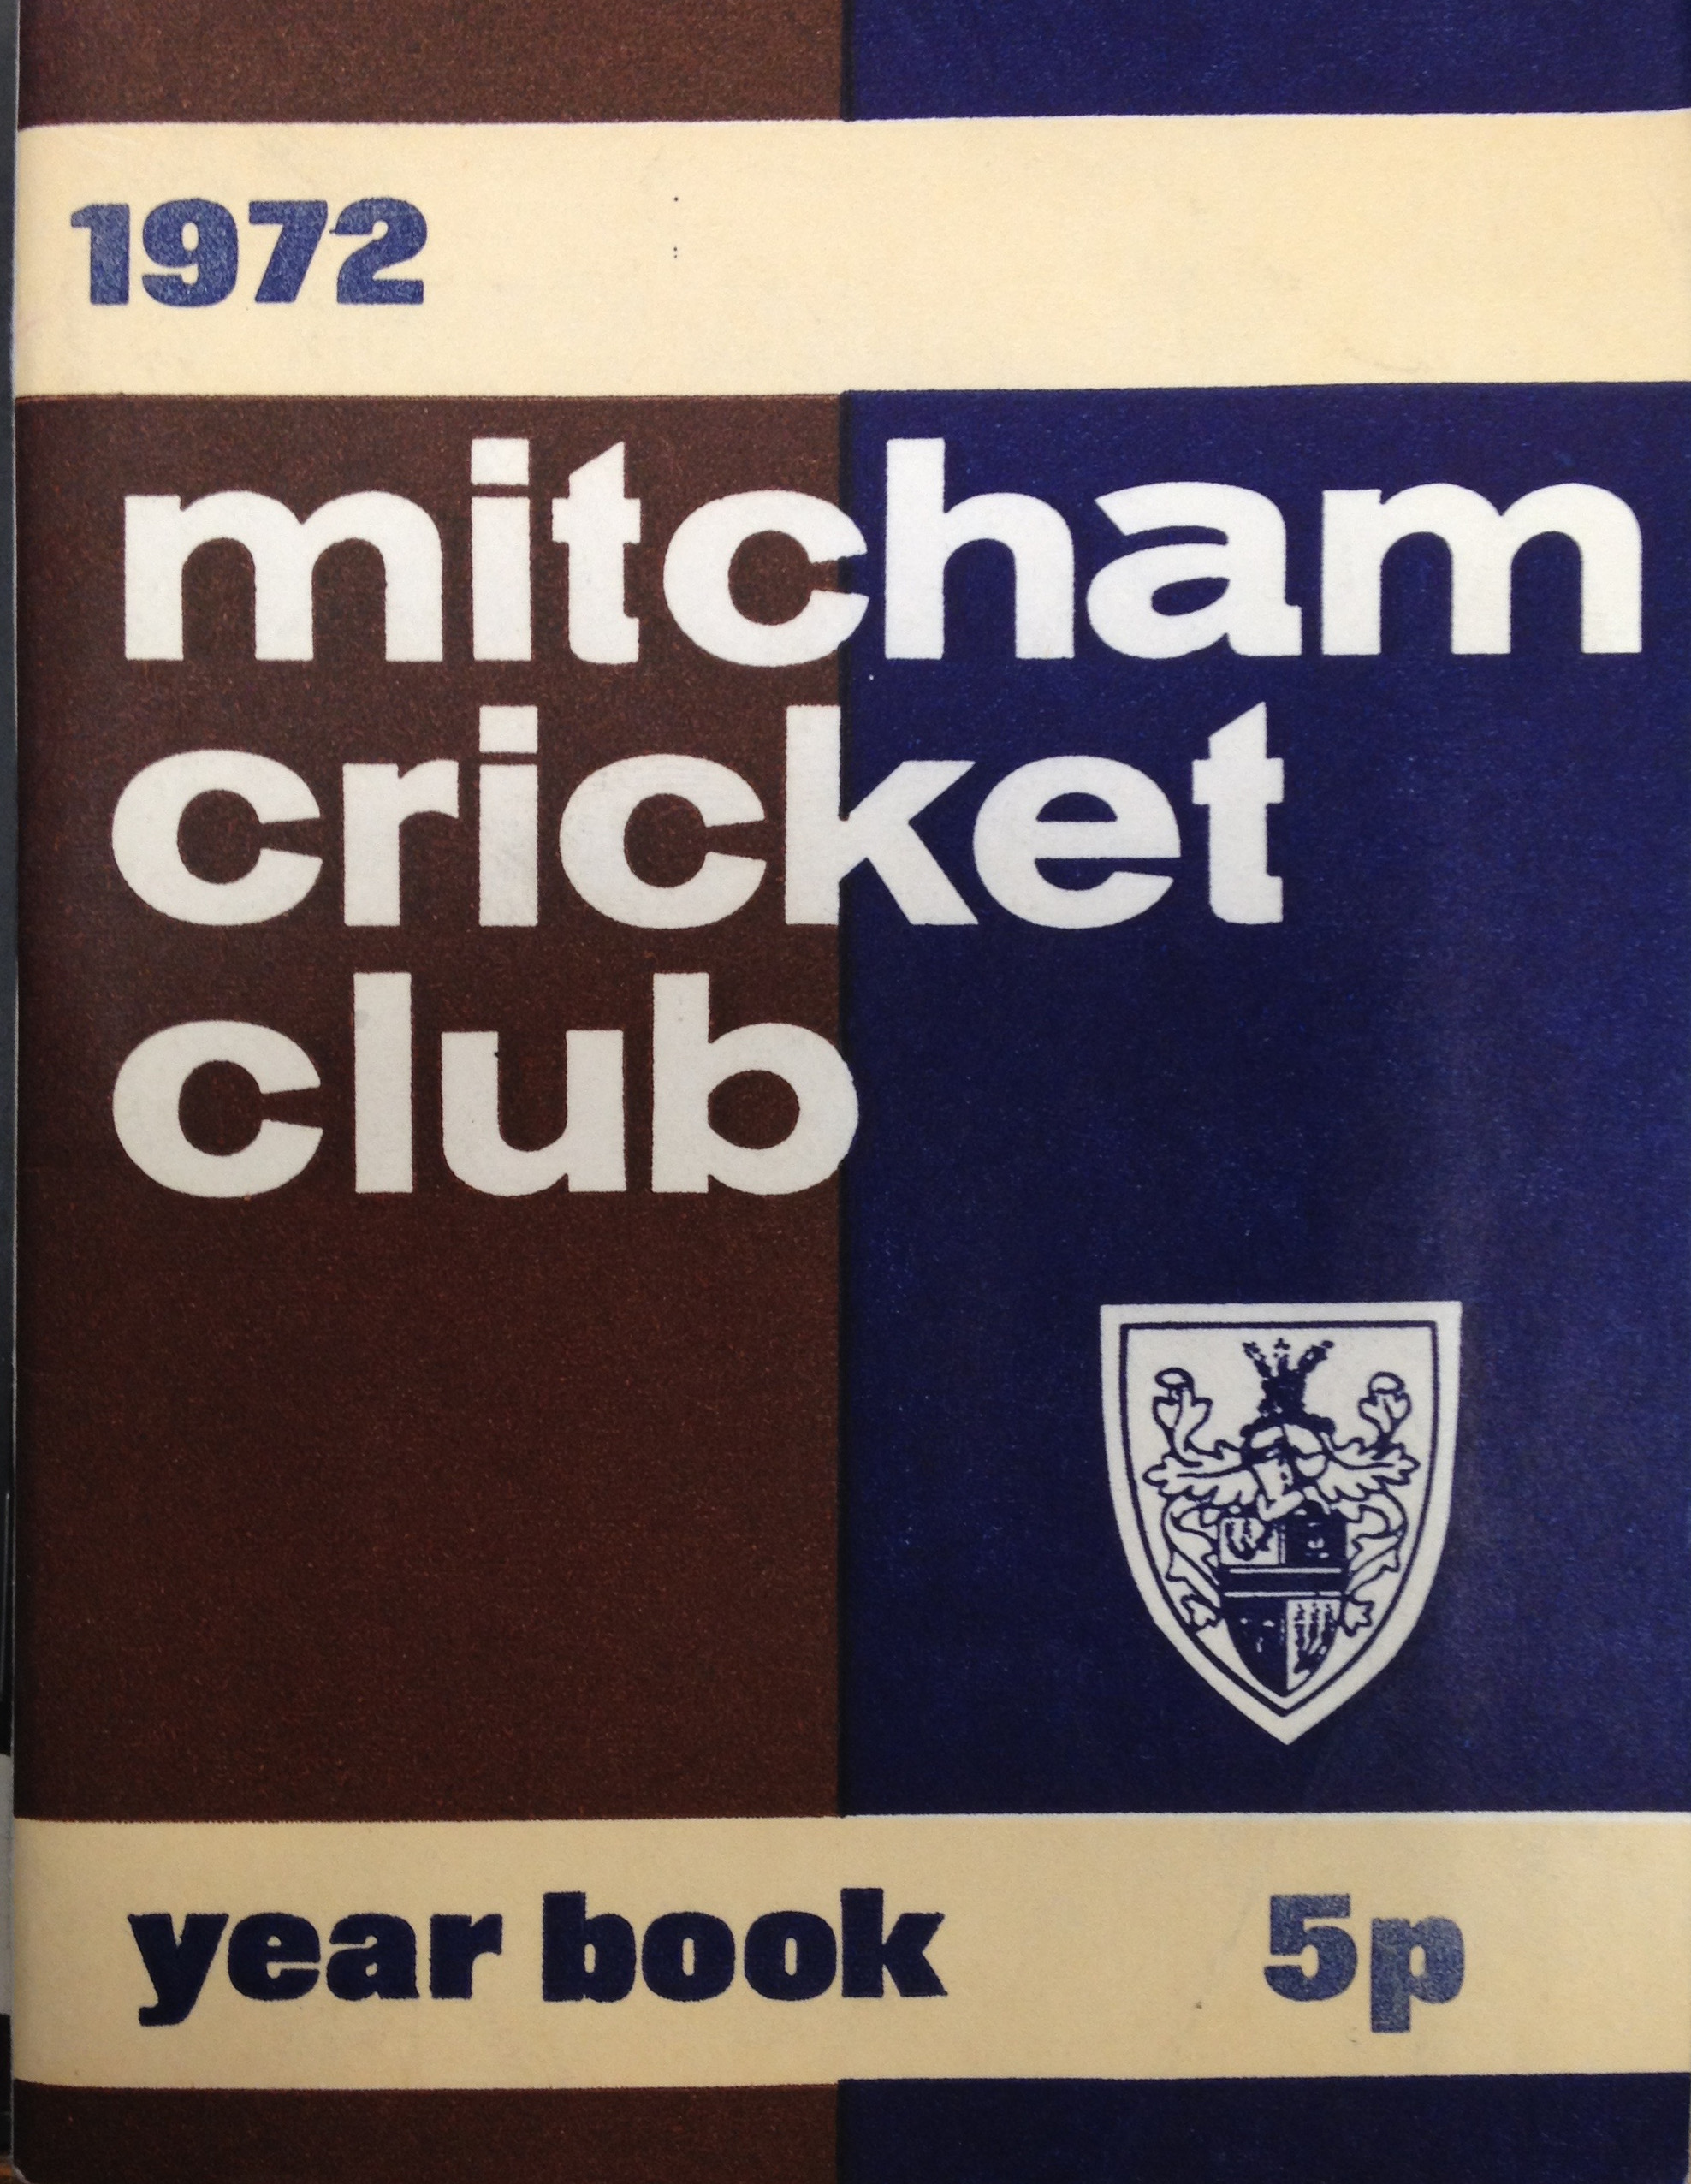 1972
mitcham
cricket
club
year book 5p